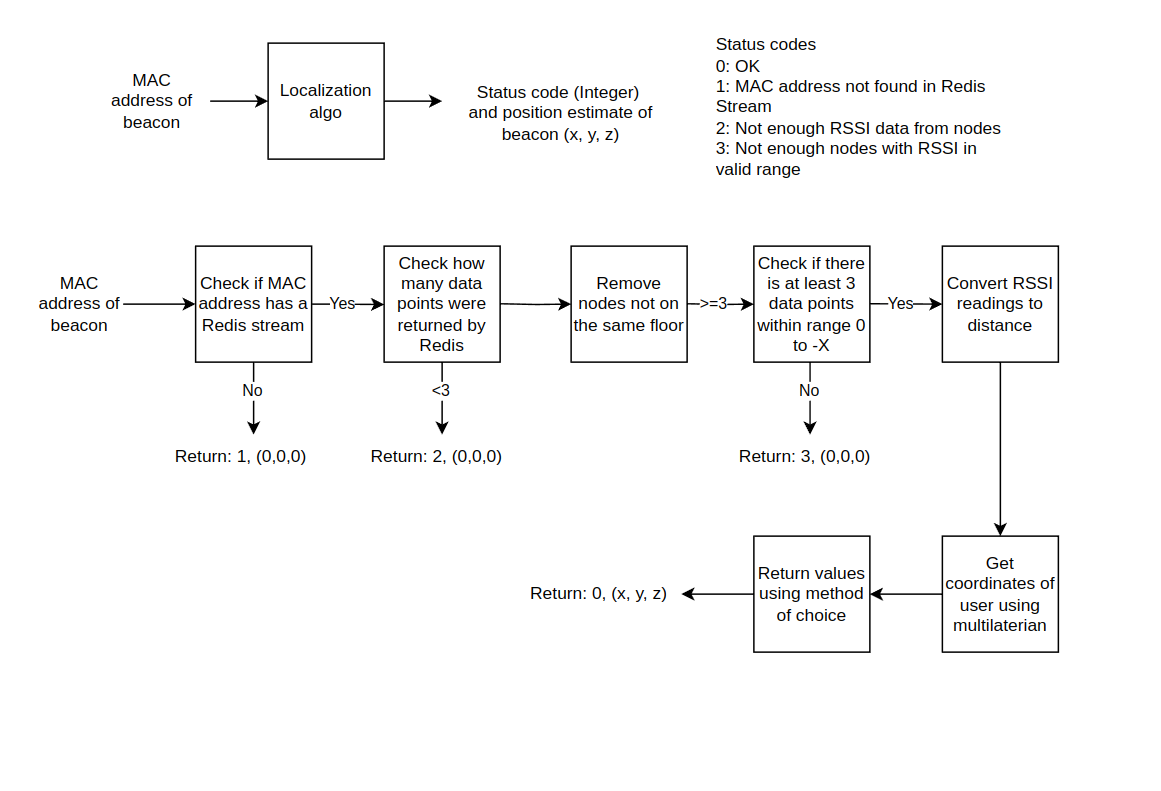 MAC
address of
beacon
Localization
algo
Status code (Integer)
and position estimate of
beacon (x, y, z)
Status codes
0: OK
1: MAC address not found in Redis
Stream
2: Not enough RSSI data from nodes
3: Not enough nodes with RSSI in
valid range
MAC
address of
beacon
Check if MAC
address has a
Redis stream
Yes
Check how
many data
points were
returned by
Redis
Remove
nodes not on
the same floor
>=3
Check if there
is at least 3
data points
within range 0
to -X
Yes
Convert RSSI
readings to
distance
No
<3
No
Return: 1, (0,0,0)
Return: 2, (0,0,0)
Return: 3, (0,0,0)
Return: 0, (x, y, z)
Return values
using method
of choice
Get
coordinates of
user using
multilaterian